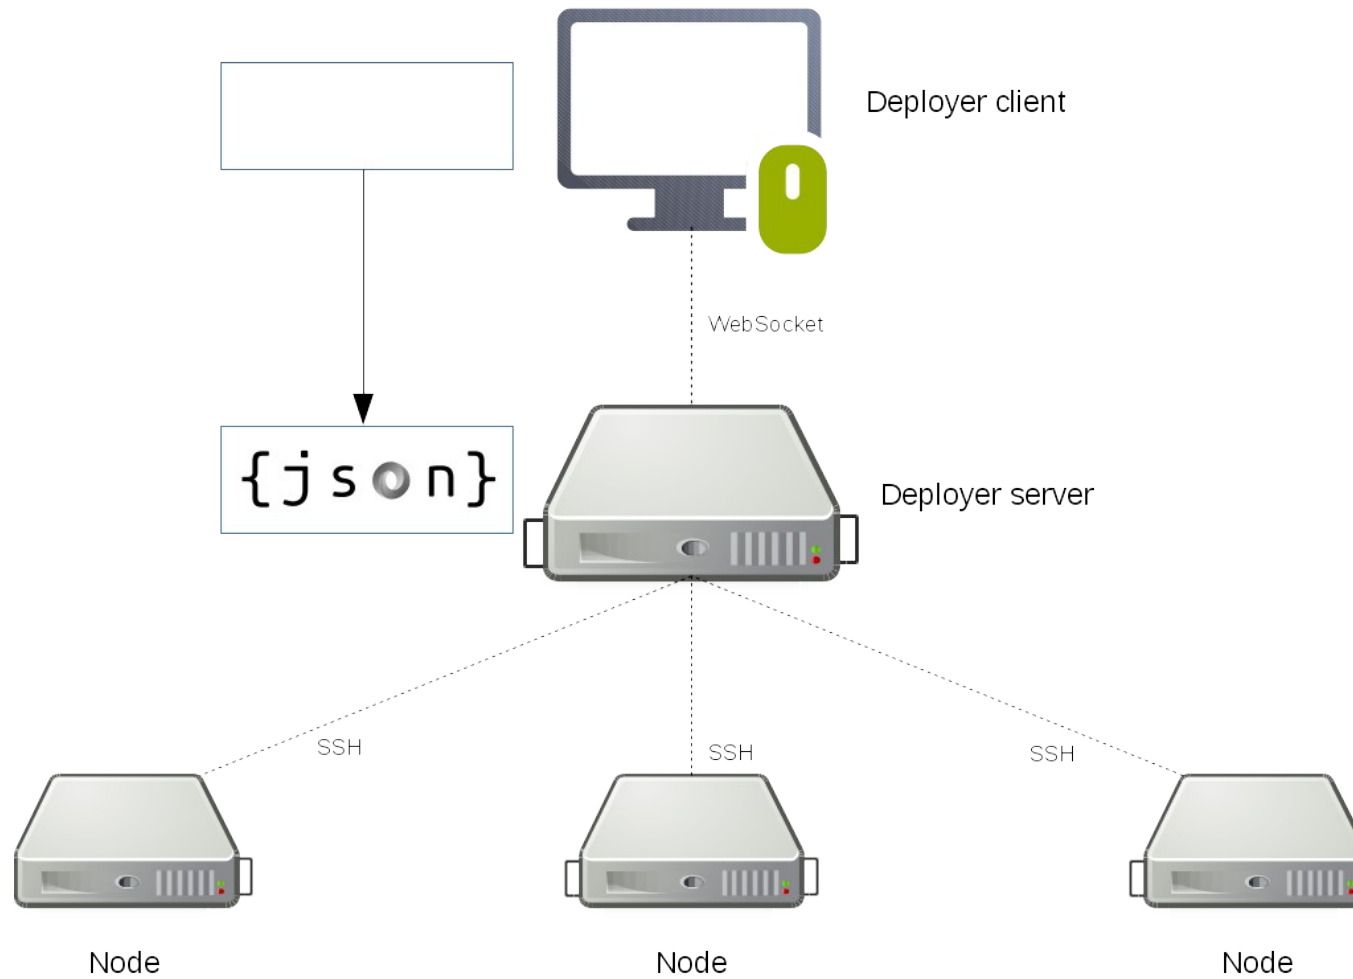 Deployer client
WebSocket
{json}
Deployer server
SSH
SSH
SSH
Node
Node
Node